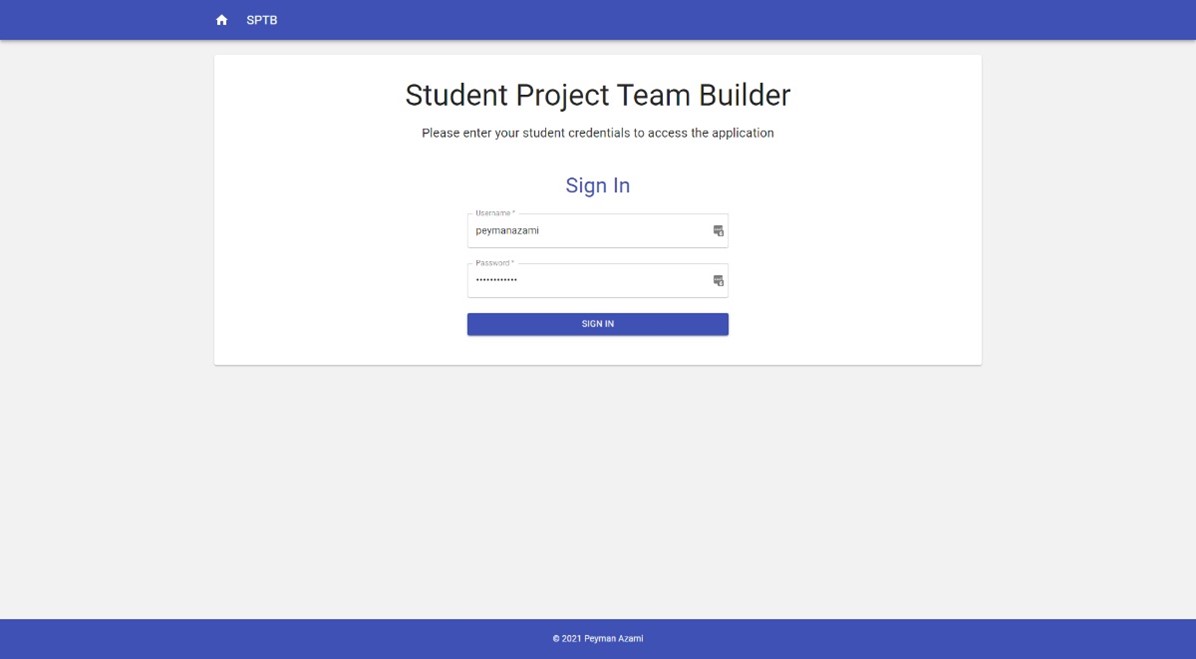 SPTB
Student Project Team Builder
Please enter your student credentials to access the application
Sign In
Username *
peymanazami
Password *
••••••••••••
SIGN IN
© 2021 Peyman Azami